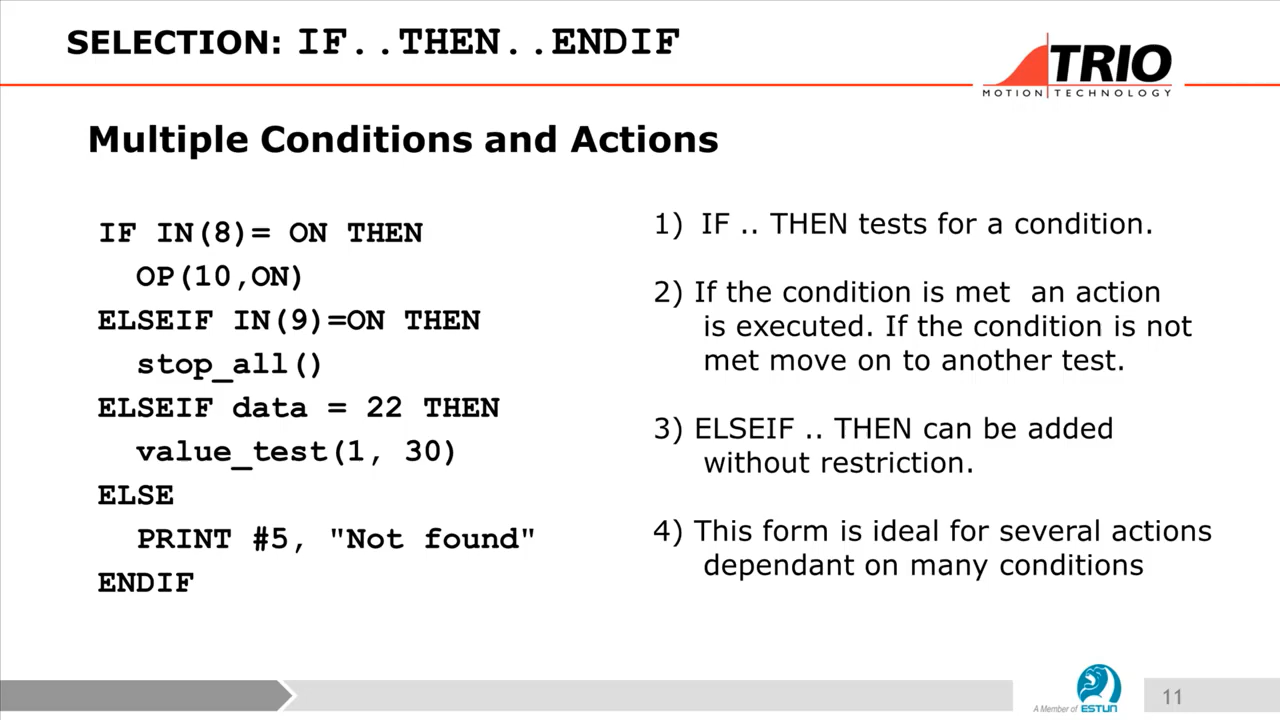 SELECTION: IF..THEN..ENDIF
TRIO
MOTION TECHNOLOGY
Multiple Conditions and Actions
IF IN(8)= ON THEN
OP(10,ON)
ELSEIF IN(9)=ON THEN
stop_all()
ELSEIF data = 22 THEN
value_test(1, 30)
ELSE
PRINT #5, "Not found"
ENDIF
1) IF .. THEN tests for a condition.
2) If the condition is met an action
is executed. If the condition is not
met move on to another test.
3) ELSEIF .. THEN can be added
without restriction.
4) This form is ideal for several actions
dependant on many conditions
A Member of ESTUN
11